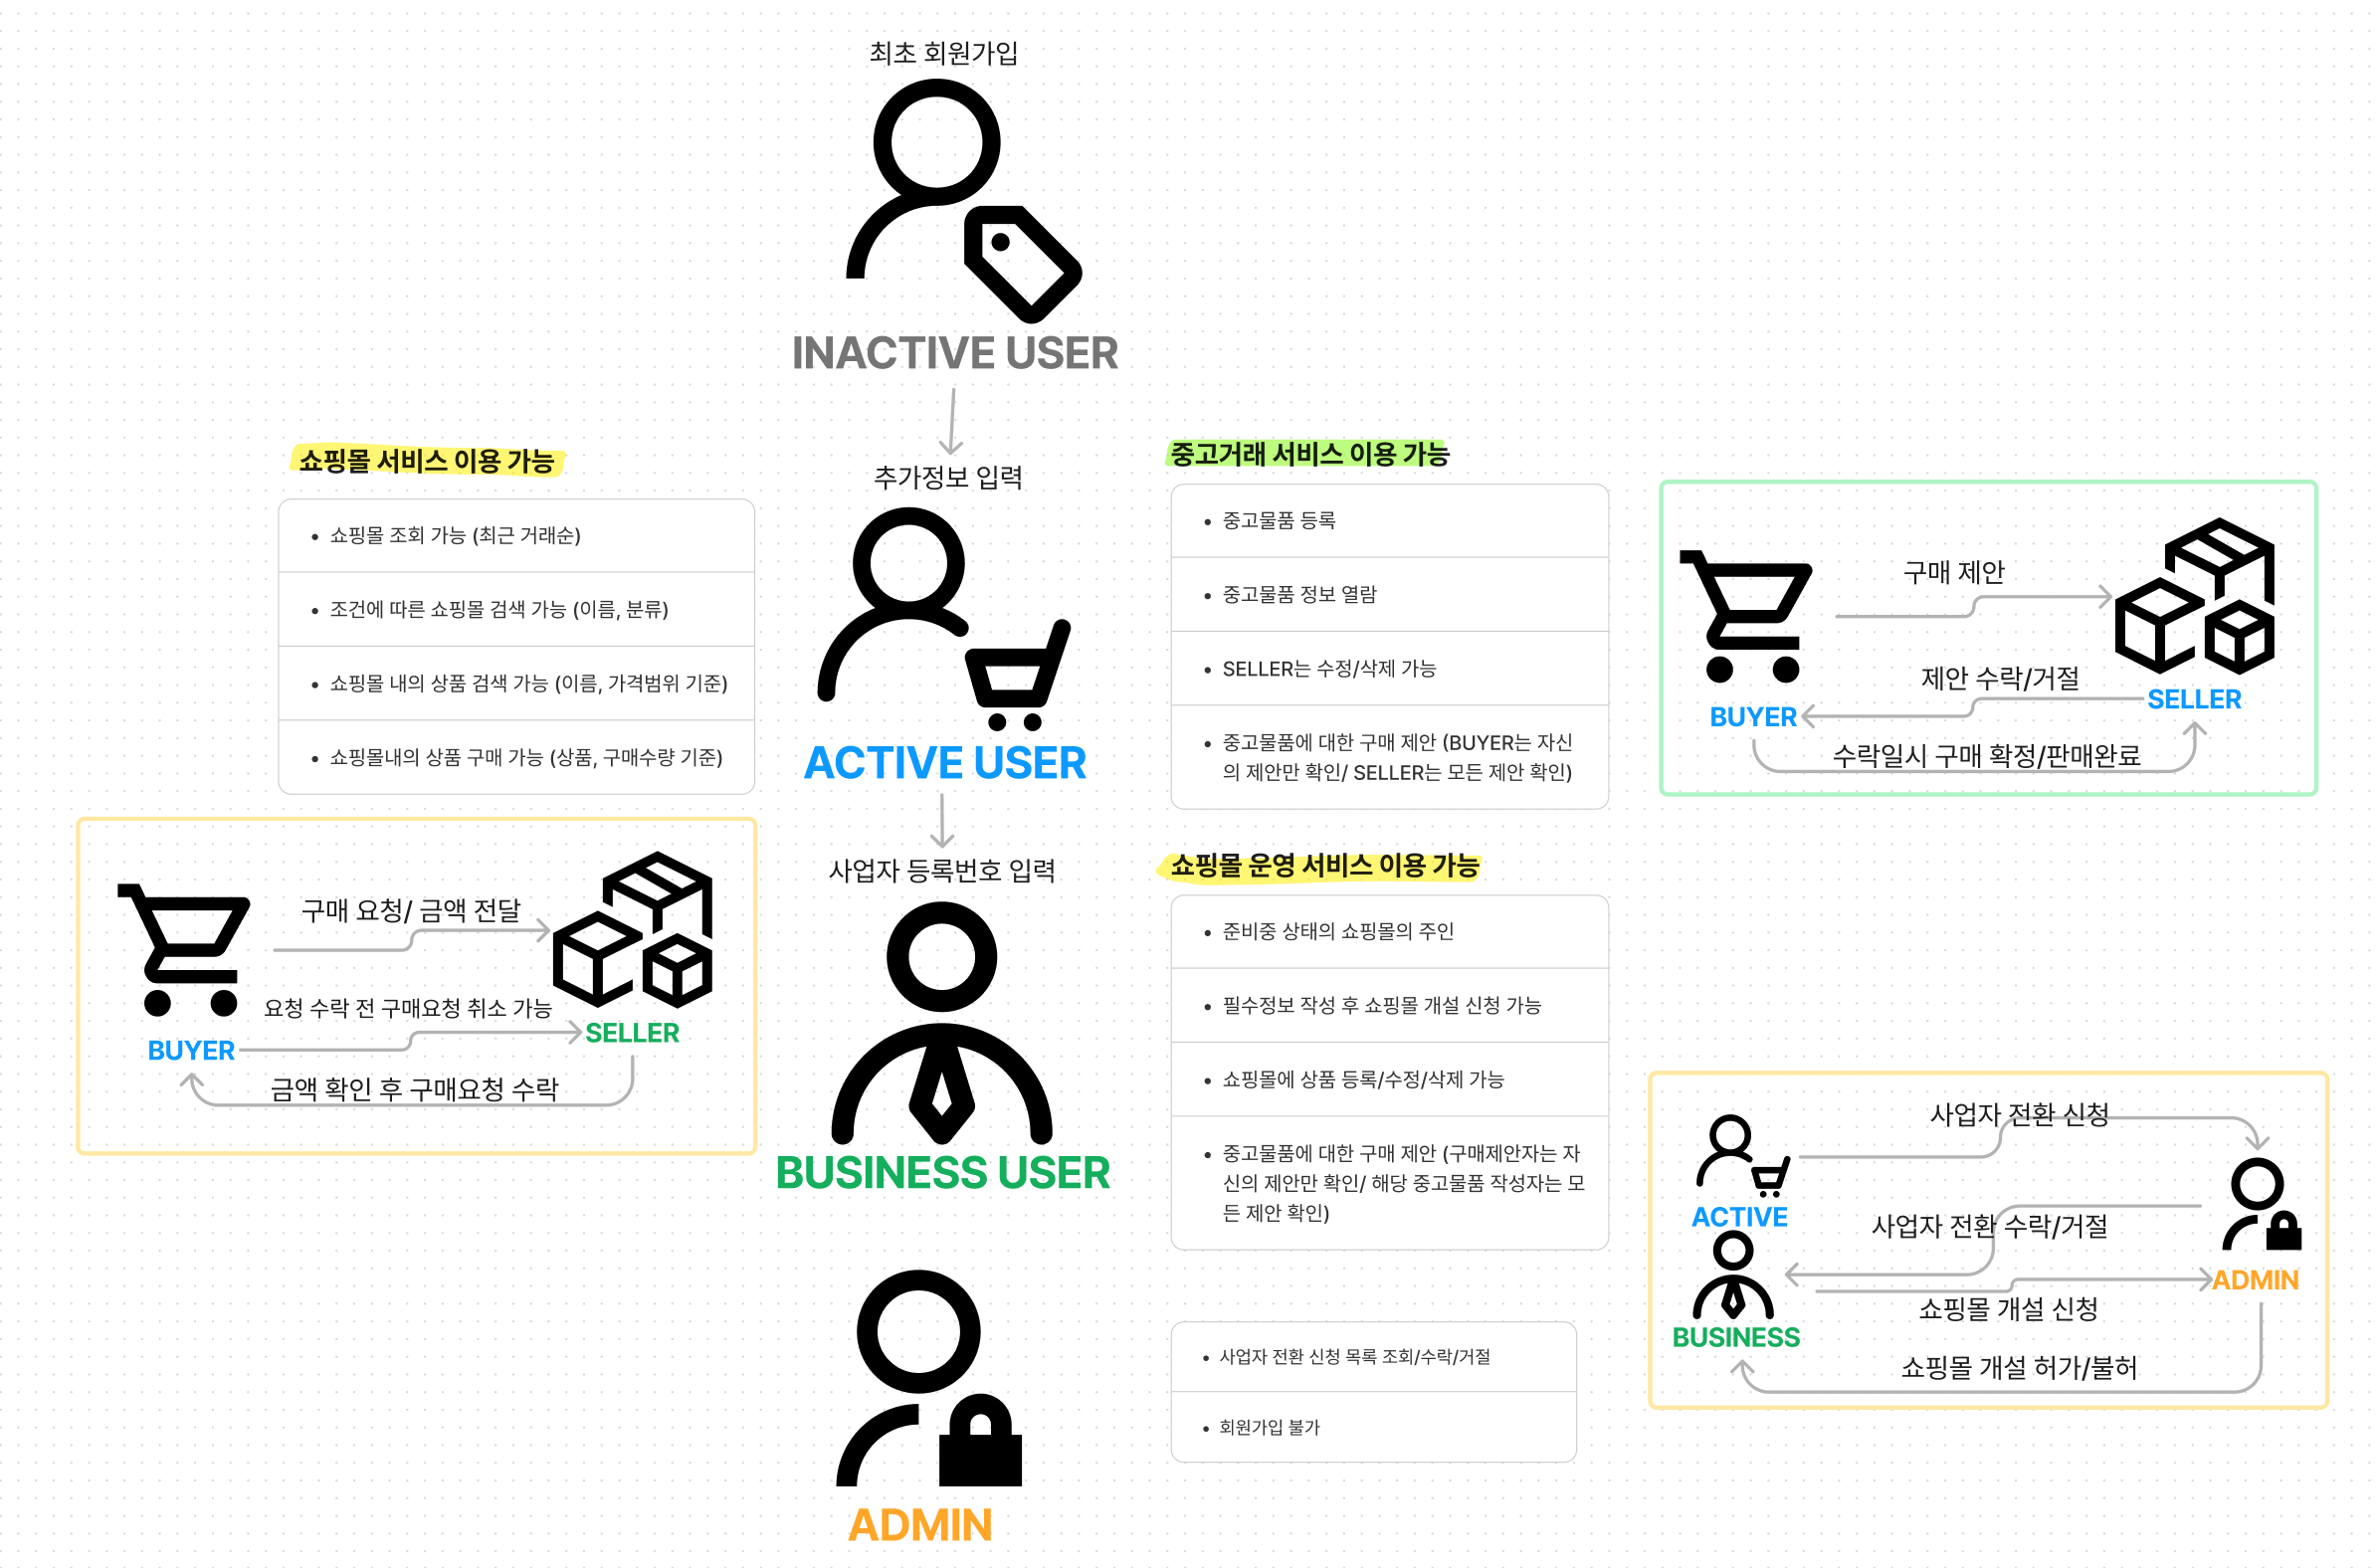 최초 회원가입
INACTIVE USER
쇼핑몰 서비스 이용 가능
• 쇼핑몰 조회 가능 (최근 거래순)
• 조건에 따른 쇼핑몰 검색 가능 (이름, 분류)
• 쇼핑몰 내의 상품 검색 가능 (이름, 가격범위 기준)
• 쇼핑몰내의 상품 구매 가능 (상품, 구매수량 기준)
추가정보 입력
ACTIVE USER
중고거래 서비스 이용 가능
• 중고물품 등록
• 중고물품 정보 열람
• SELLER는 수정/삭제 가능
• 중고물품에 대한 구매 제안 (BUYER는 자신
의 제안만 확인/ SELLER는 모든 제안 확인)
구매 제안
제안 수락/거절
BUYER
SELLER
수락일시 구매 확정/판매완료
구매 요청/ 금액 전달
요청 수락 전 구매요청 취소 가능
BUYER
SELLER
금액 확인 후 구매요청 수락
사업자 등록번호 입력
BUSINESS USER
쇼핑몰 운영 서비스 이용 가능
• 준비중 상태의 쇼핑몰의 주인
• 필수정보 작성 후 쇼핑몰 개설 신청 가능
• 쇼핑몰에 상품 등록/수정/삭제 가능
• 중고물품에 대한 구매 제안 (구매제안자는 자
신의 제안만 확인/ 해당 중고물품 작성자는 모
든 제안 확인)
사업자 전환 신청
ACTIVE
사업자 전환 수락/거절
ADMIN
쇼핑몰 개설 신청
BUSINESS
쇼핑몰 개설 허가/불허
ADMIN
• 사업자 전환 신청 목록 조회/수락/거절
• 회원가입 불가